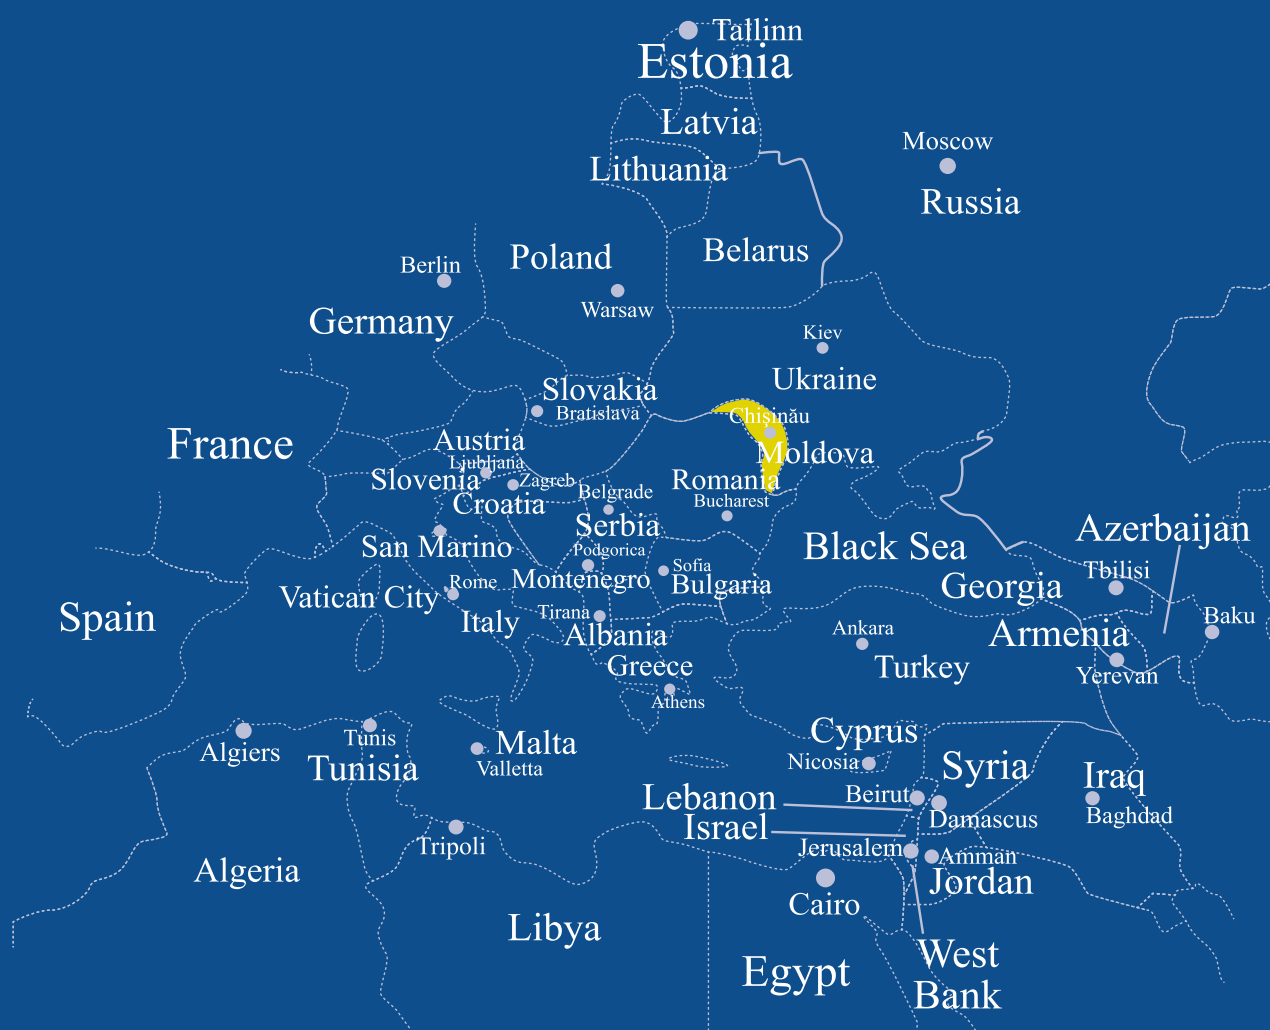 Tallinn
Estonia
Latvia
Moscow
Lithuania
Russia
Belarus
Poland
Berlin
Warsaw
Germany
Kiev
Ukraine
Slovakia
Bratislava
Chișinău
France
Austria
Moldova
Ljubljana
Slovenia
Zagreb
Romania
Belgrade
Bucharest
Croatia
Serbia
Azerbaijan
San Marino
Black Sea
Podgorica
Sofia
Tbilisi
Montenegro
Rome
Bulgaria
Georgia
Vatican City
Tirana
Baku
Spain
Italy
Albania
Ankara
Armenia
Greece
Turkey
Yerevan
Athens
Cyprus
Tunis
Malta
Algiers
Nicosia
Syria
Tunisia
Valletta
Iraq
Lebanon
Beirut
Baghdad
Israel
Damascus
Tripoli
Jerusalem
Amman
Algeria
Jordan
Cairo
Libya
West
Bank
Egypt